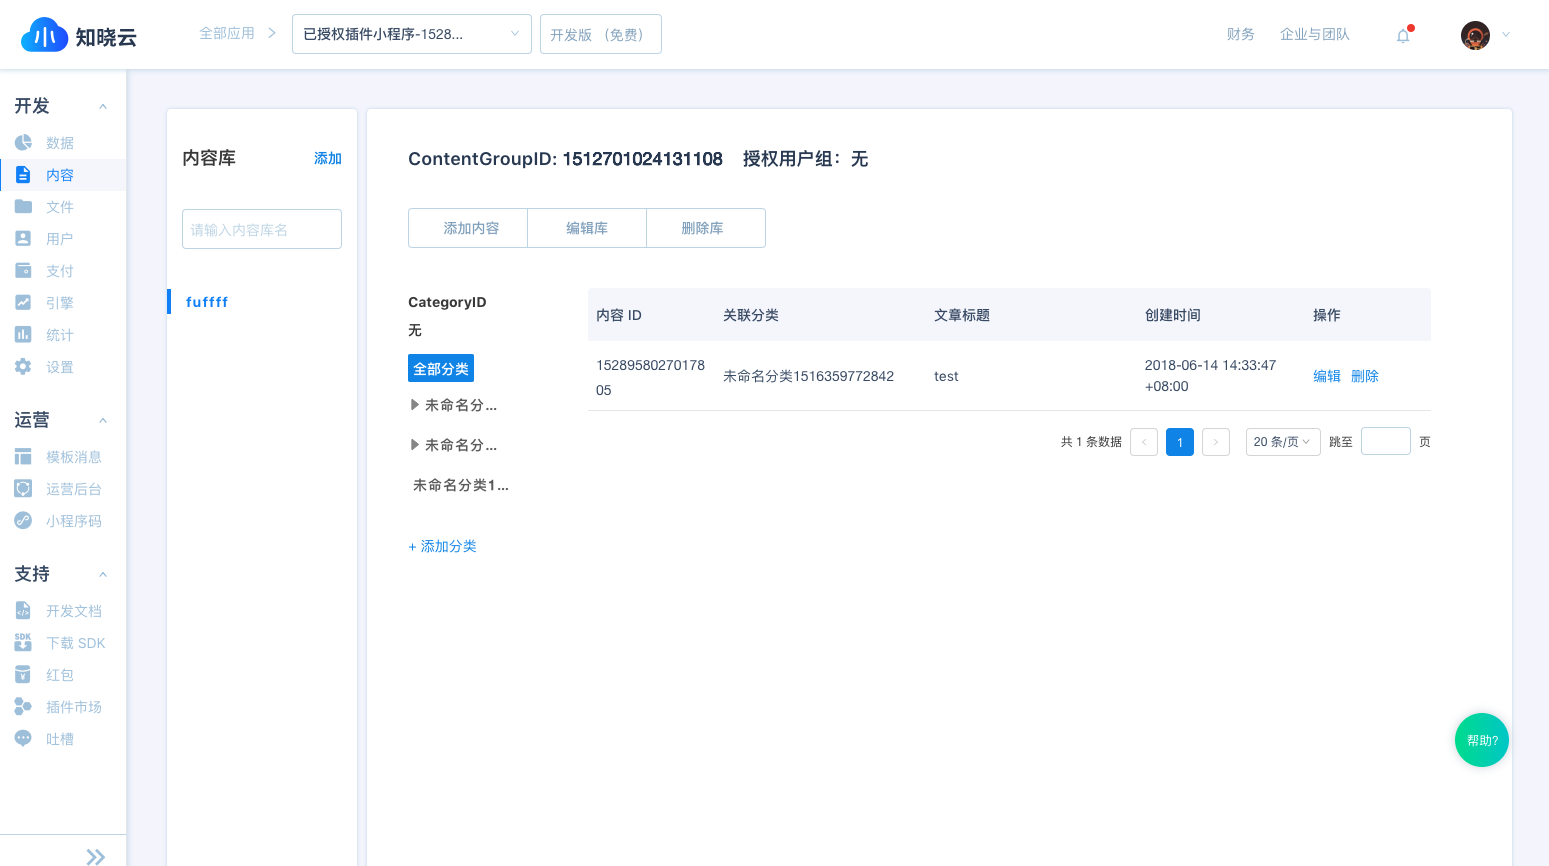 知晓云
全部应用
已授权插件小程序-1528...
开发版 （免费）
财务
企业与团队
开发
数据
内容
文件
用户
支付
引擎
统计
设置
运营
模板消息
运营后台
小程序码
支持
开发文档
SDK
下载 SDK
红包
插件市场
吐槽
内容库
添加
请输入内容库名
fuffff
ContentGroupID: 1512701024131108 授权用户组：无
添加内容
编辑库
删除库
CategoryID
无
全部分类
未命名分...
未命名分...
未命名分类1...
+ 添加分类
内容 ID 关联分类 文章标题 创建时间 操作
15289580270178
05
未命名分类1516359772842
test
2018-06-14 14:33:47
+08:00
编辑 删除
共 1 条数据 1 20 条/页 跳至 页
帮助?